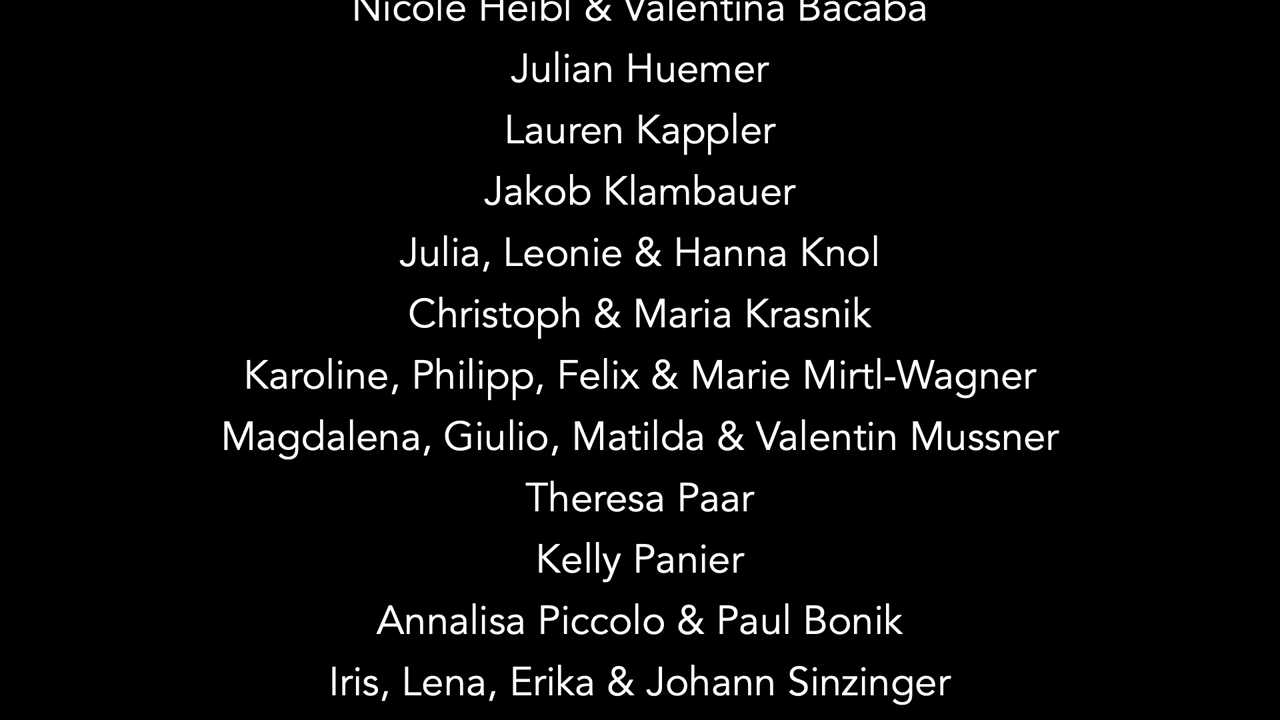 Nicole Heibl & Valentina Bacaba
Julian Huemer
Lauren Kappler
Jakob Klambauer
Julia, Leonie & Hanna Knol
Christoph & Maria Krasnik
Karoline, Philipp, Felix & Marie Mirtl-Wagner
Magdalena, Giulio, Matilda & Valentin Mussner
Theresa Paar
Kelly Panier
Annalisa Piccolo & Paul Bonik
Iris, Lena, Erika & Johann Sinzinger